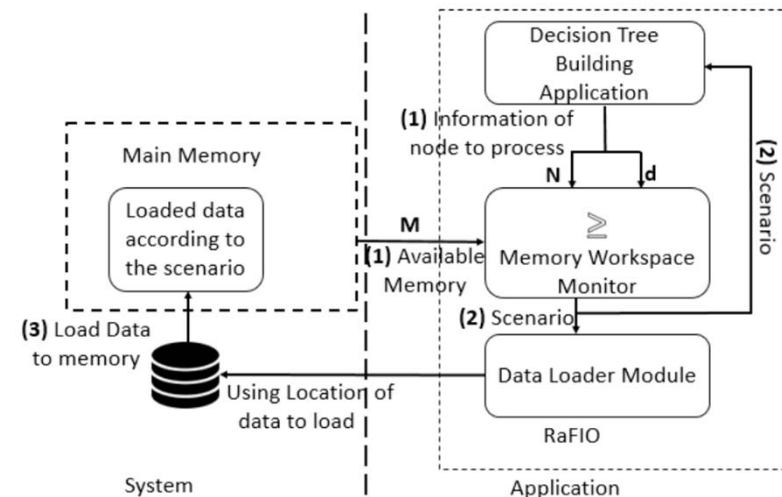 Decision Tree
Building
Application
(1) Information of
node to process
N
d
(2) Scenario
Main Memory
Loaded data
according to
the scenario
M
(1) Available
Memory
≥
Memory Workspace
Monitor
(2) Scenario
(3) Load Data
to memory
Data Loader Module
Using Location of
data to load
RaFIO
System
Application